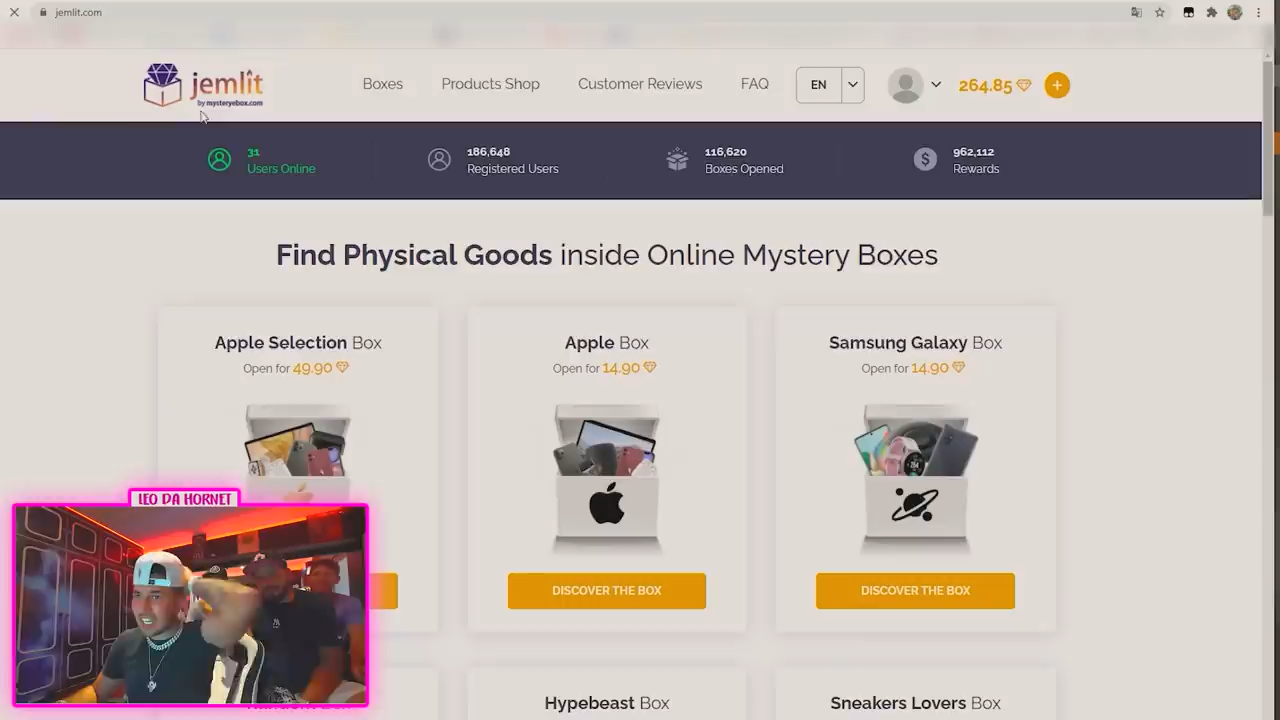 jemlit.com
jemlit
by mysteryebox.com
Boxes
Products Shop
Customer Reviews
FAQ
EN
264.85
31
Users Online
186,648
Registered Users
116,620
Boxes Opened
962,112
Rewards
Find Physical Goods inside Online Mystery Boxes
Apple Selection Box
Open for 49.90
Apple Box
Open for 14.90
Samsung Galaxy Box
Open for 14.90
DISCOVER THE BOX
DISCOVER THE BOX
LEO DA HORNET
Hypebeast Box
Sneakers Lovers Box